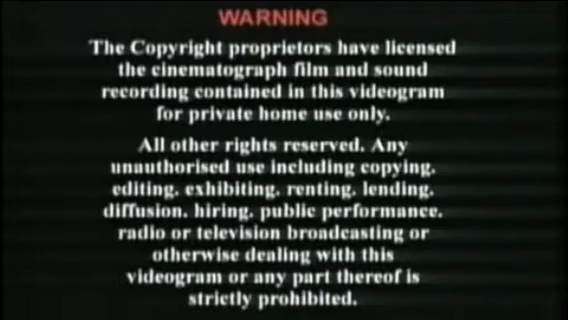 WARNING
The Copyright proprietors have licensed
the cinematograph film and sound
recording contained in this videogram
for private home use only.
All other rights reserved. Any
unauthorised use including copying,
editing, exhibiting, renting, lending,
diffusion, hiring, public performance,
radio or television broadcasting or
otherwise dealing with this
videogram or any part thereof is
strictly prohibited.